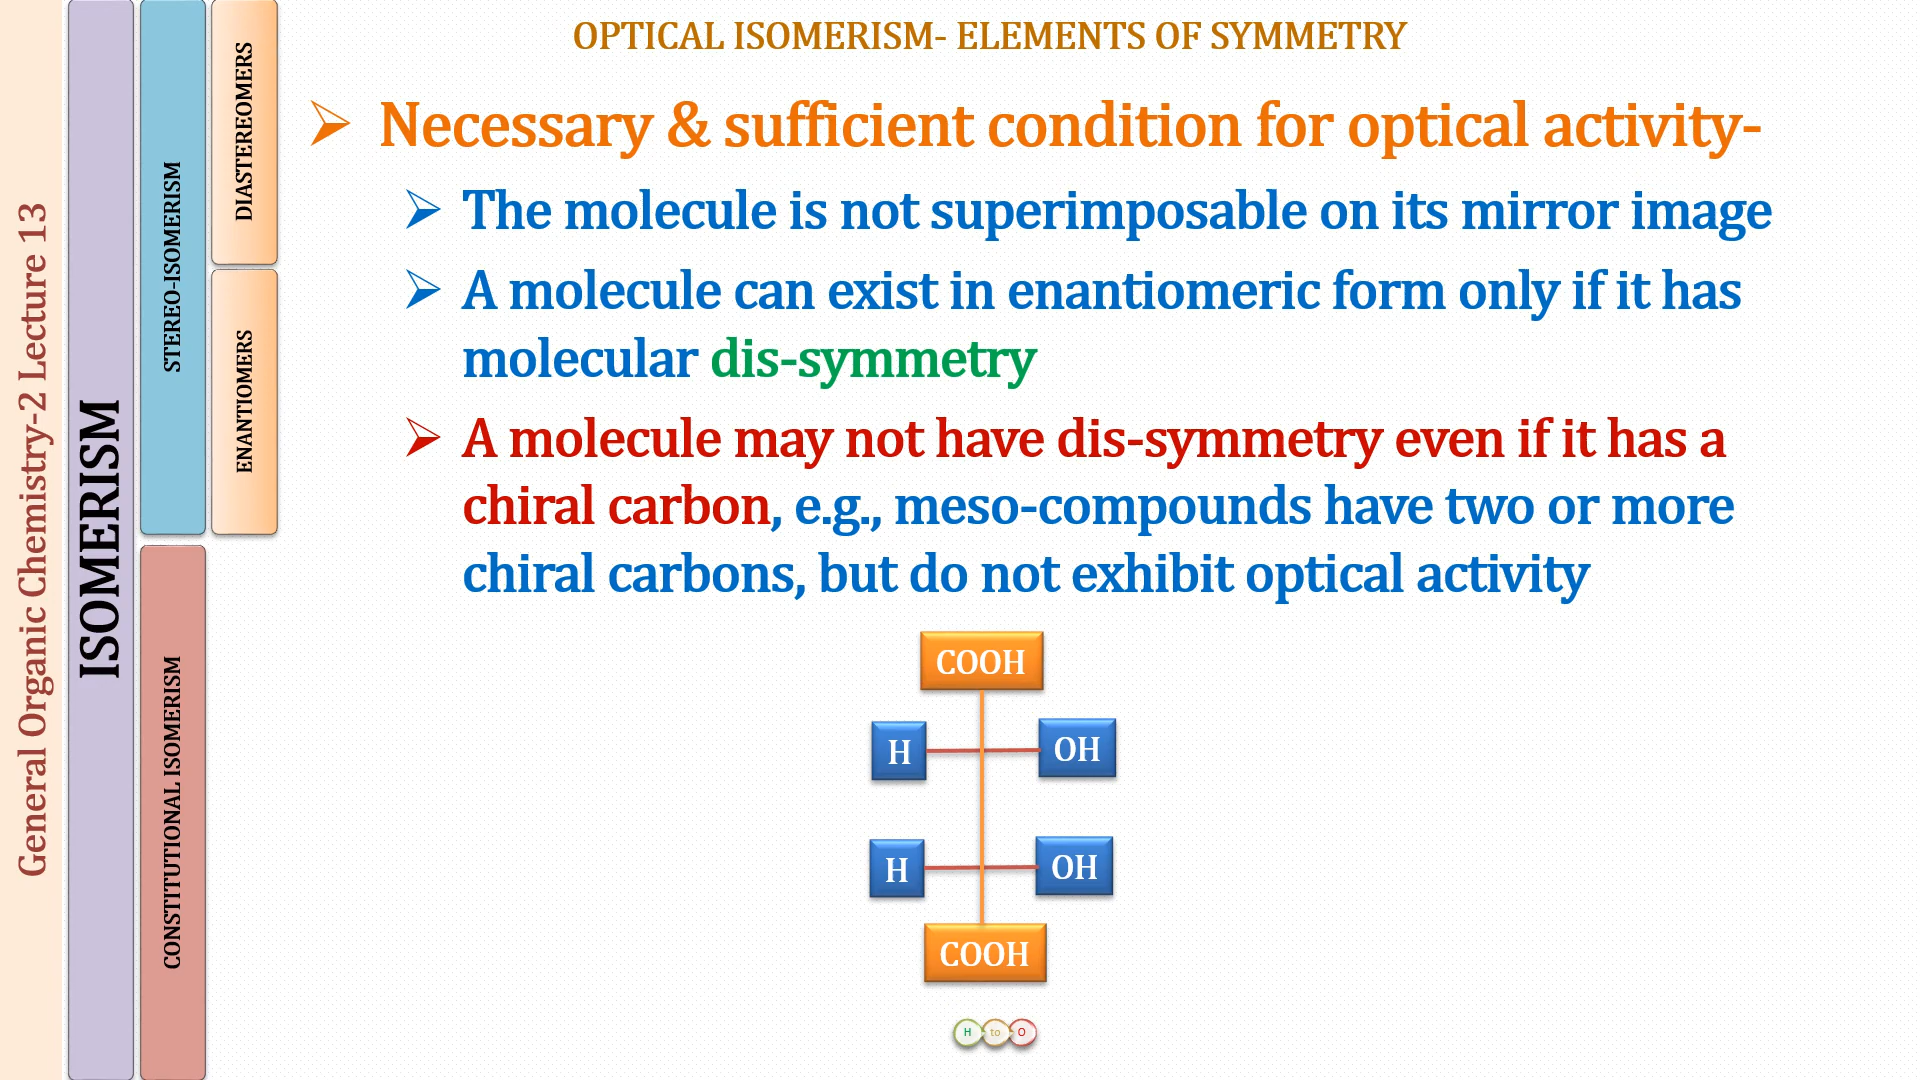 OPTICAL ISOMERISM- ELEMENTS OF SYMMETRY
General Organic Chemistry-2 Lecture 13
ISOMERISM
STEREO-ISOMERISM
CONSTITUTIONAL ISOMERISM
DIASTEREOMERS
ENANTIOMERS
Necessary & sufficient condition for optical activity-
The molecule is not superimposable on its mirror image
A molecule can exist in enantiomeric form only if it has
molecular dis-symmetry
A molecule may not have dis-symmetry even if it has a
chiral carbon, e.g., meso-compounds have two or more
chiral carbons, but do not exhibit optical activity
COOH
H OH
H OH
COOH
H to O